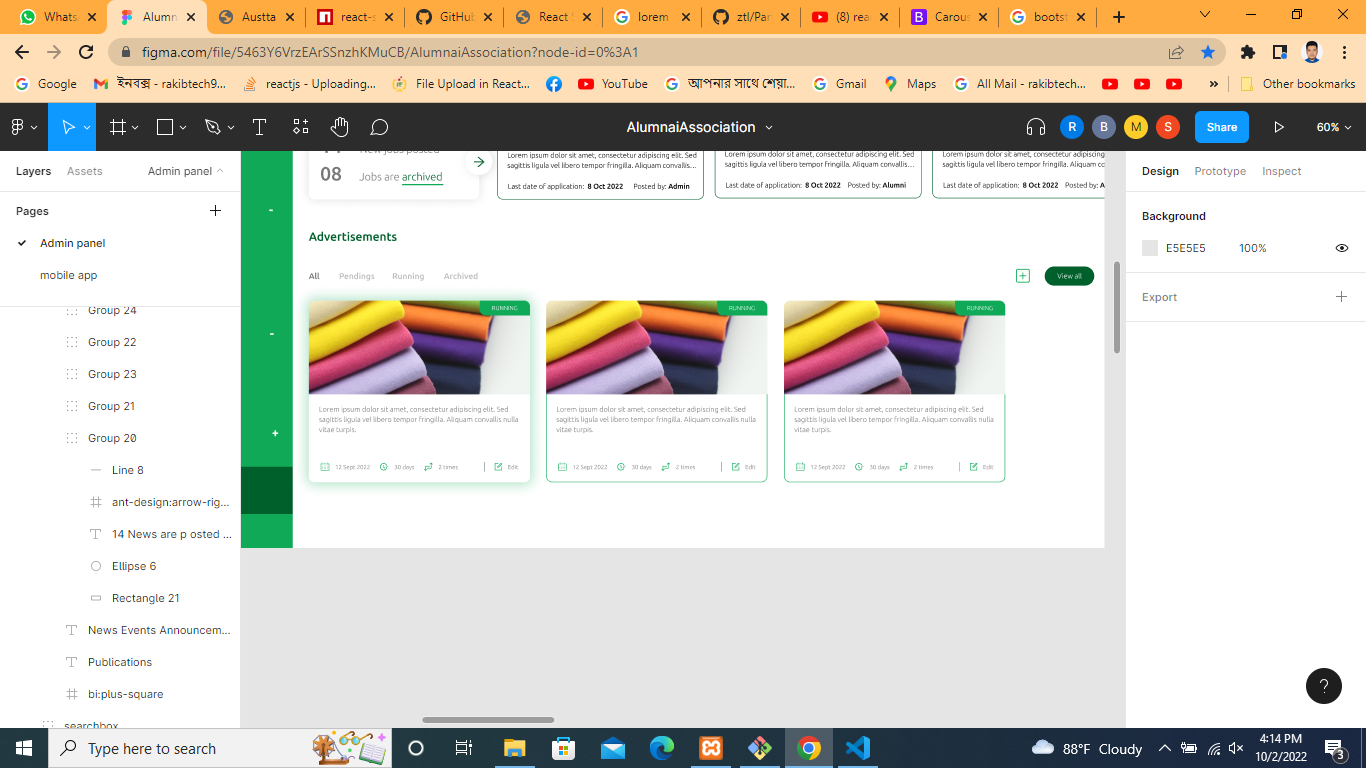 Whats
Alumn
Austta
react-s
GitHub
React
lorem
ztl/Par
(8) rea
Carous
bootst
figma.com/file/5463Y6VrzEArSSnzhKMuCB/AlumnaiAssociation?node-id=0%3A1
Google
ইনবক্স - rakibtech9...
reactjs - Uploading...
File Upload in React...
YouTube
আপনার সাথে শেয়া...
Gmail
Maps
All Mail - rakibtech...
»
Other bookmarks
AlumnaiAssociation
R
B
M
S
Share
60%
Layers
Assets
Admin panel
Pages
Admin panel
mobile app
Group 24
Group 22
Group 23
Group 21
Group 20
Line 8
ant-design:arrow-rig...
14 News are p osted ...
Ellipse 6
Rectangle 21
News Events Announcem...
Publications
bi:plus-square
searchbox
-
-
+
New jobs posted
08 Jobs are archived
Lorem ipsum dolor sit amet, consectetur adipiscing elit. Sed
sagittis ligula vel libero tempor fringilla. Aliquam convallis...
Last date of application: 8 Oct 2022 Posted by: Admin
Lorem ipsum dolor sit amet, consectetur adipiscing elit. Sed
sagittis ligula vel libero tempor fringilla. Aliquam convallis...
Last date of application: 8 Oct 2022 Posted by: Alumni
Lorem ipsum dolor sit amet, consectetur adipiscing
sagittis ligula vel libero tempor fringilla. Aliquam co
Last date of application: 8 Oct 2022 Posted by: A
Advertisements
All Pendings Running Archived
View all
RUNNING
Lorem ipsum dolor sit amet, consectetur adipiscing elit. Sed
sagittis ligula vel libero tempor fringilla. Aliquam convallis nulla
vitae turpis.
12 Sept 2022 30 days 2 times Edit
RUNNING
Lorem ipsum dolor sit amet, consectetur adipiscing elit. Sed
sagittis ligula vel libero tempor fringilla. Aliquam convallis nulla
vitae turpis.
12 Sept 2022 30 days 2 times Edit
RUNNING
Lorem ipsum dolor sit amet, consectetur adipiscing elit. Sed
sagittis ligula vel libero tempor fringilla. Aliquam convallis nulla
vitae turpis.
12 Sept 2022 30 days 2 times Edit
Design
Prototype
Inspect
Background
E5E5E5 100%
Export
?
Type here to search
88°F Cloudy
4:14 PM
10/2/2022
3